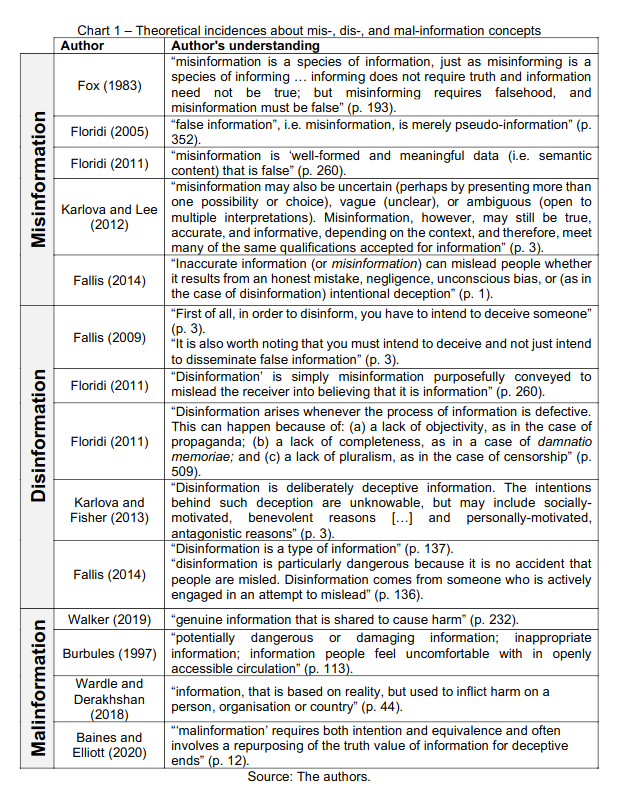 Chart 1 – Theoretical incidences about mis-, dis-, and mal-information concepts
Author
Author's understanding
Misinformation
Fox (1983)
“misinformation is a species of information, just as misinforming is a
species of informing … informing does not require truth and information
need not be true; but misinforming requires falsehood, and
misinformation must be false” (p. 193).
Floridi (2005)
“false information”, i.e. misinformation, is merely pseudo-information” (p.
352).
Floridi (2011)
“misinformation is ‘well-formed and meaningful data (i.e. semantic
content) that is false” (p. 260).
Karlova and Lee
(2012)
“misinformation may also be uncertain (perhaps by presenting more than
one possibility or choice), vague (unclear), or ambiguous (open to
multiple interpretations). Misinformation, however, may still be true,
accurate, and informative, depending on the context, and therefore, meet
many of the same qualifications accepted for information” (p. 3).
Fallis (2014)
“Inaccurate information (or misinformation) can mislead people whether
it results from an honest mistake, negligence, unconscious bias, or (as in
the case of disinformation) intentional deception” (p. 1).
Disinformation
Fallis (2009)
“First of all, in order to disinform, you have to intend to deceive someone”
(p. 3).
“It is also worth noting that you must intend to deceive and not just intend
to disseminate false information” (p. 3).
Floridi (2011)
“Disinformation’ is simply misinformation purposefully conveyed to
mislead the receiver into believing that it is information” (p. 260).
Floridi (2011)
“Disinformation arises whenever the process of information is defective.
This can happen because of: (a) a lack of objectivity, as in the case of
propaganda; (b) a lack of completeness, as in a case of damnatio
memoriae; and (c) a lack of pluralism, as in the case of censorship” (p.
509).
Karlova and
Fisher (2013)
“Disinformation is deliberately deceptive information. The intentions
behind such deception are unknowable, but may include socially-
motivated, benevolent reasons […] and personally-motivated,
antagonistic reasons” (p. 3).
Fallis (2014)
“Disinformation is a type of information” (p. 137).
“disinformation is particularly dangerous because it is no accident that
people are misled. Disinformation comes from someone who is actively
engaged in an attempt to mislead” (p. 136).
Malinformation
Walker (2019)
“genuine information that is shared to cause harm” (p. 232).
Burbules (1997)
“potentially dangerous or damaging information; inappropriate
information; information people feel uncomfortable with in openly
accessible circulation” (p. 113).
Wardle and
Derakhshan
(2018)
“information, that is based on reality, but used to inflict harm on a
person, organisation or country” (p. 44).
Baines and
Elliott (2020)
“‘malinformation’ requires both intention and equivalence and often
involves a repurposing of the truth value of information for deceptive
ends” (p. 12).
Source: The authors.